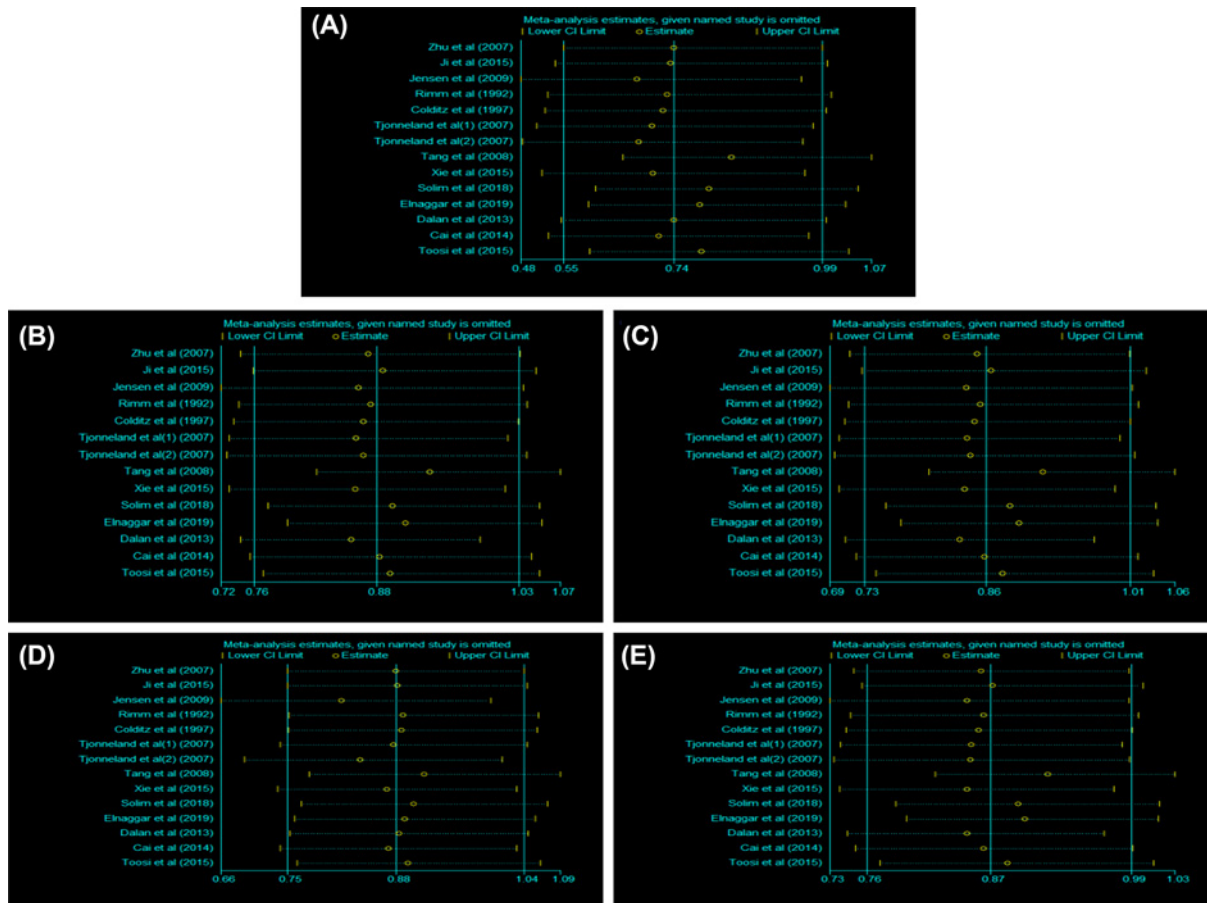 (A)
Meta-analysis estimates, given named study is omitted
Lower CI Limit Estimate Upper CI Limit
Zhu et al (2007)
Ji et al (2015)
Jensen et al (2009)
Rimm et al (1992)
Colditz et al (1997)
Tjonneland et al(1) (2007)
Tjonneland et al(2) (2007)
Tang et al (2008)
Xie et al (2015)
Solim et al (2018)
Elnaggar et al (2019)
Dalan et al (2013)
Cai et al (2014)
Toosi et al (2015)
0.48 0.55 0.74 0.99 1.07
(B)
Meta-analysis estimates, given named study is omitted
Lower CI Limit Estimate Upper CI Limit
Zhu et al (2007)
Ji et al (2015)
Jensen et al (2009)
Rimm et al (1992)
Colditz et al (1997)
Tjonneland et al(1) (2007)
Tjonneland et al(2) (2007)
Tang et al (2008)
Xie et al (2015)
Solim et al (2018)
Elnaggar et al (2019)
Dalan et al (2013)
Cai et al (2014)
Toosi et al (2015)
0.72 0.76 0.88 1.03 1.07
(C)
Meta-analysis estimates, given named study is omitted
Lower CI Limit Estimate Upper CI Limit
Zhu et al (2007)
Ji et al (2015)
Jensen et al (2009)
Rimm et al (1992)
Colditz et al (1997)
Tjonneland et al(1) (2007)
Tjonneland et al(2) (2007)
Tang et al (2008)
Xie et al (2015)
Solim et al (2018)
Elnaggar et al (2019)
Dalan et al (2013)
Cai et al (2014)
Toosi et al (2015)
0.69 0.73 0.86 1.01 1.06
(D)
Meta-analysis estimates, given named study is omitted
Lower CI Limit Estimate Upper CI Limit
Zhu et al (2007)
Ji et al (2015)
Jensen et al (2009)
Rimm et al (1992)
Colditz et al (1997)
Tjonneland et al(1) (2007)
Tjonneland et al(2) (2007)
Tang et al (2008)
Xie et al (2015)
Solim et al (2018)
Elnaggar et al (2019)
Dalan et al (2013)
Cai et al (2014)
Toosi et al (2015)
0.66 0.75 0.88 1.04 1.09
(E)
Meta-analysis estimates, given named study is omitted
Lower CI Limit Estimate Upper CI Limit
Zhu et al (2007)
Ji et al (2015)
Jensen et al (2009)
Rimm et al (1992)
Colditz et al (1997)
Tjonneland et al(1) (2007)
Tjonneland et al(2) (2007)
Tang et al (2008)
Xie et al (2015)
Solim et al (2018)
Elnaggar et al (2019)
Dalan et al (2013)
Cai et al (2014)
Toosi et al (2015)
0.73 0.76 0.87 0.99 1.03